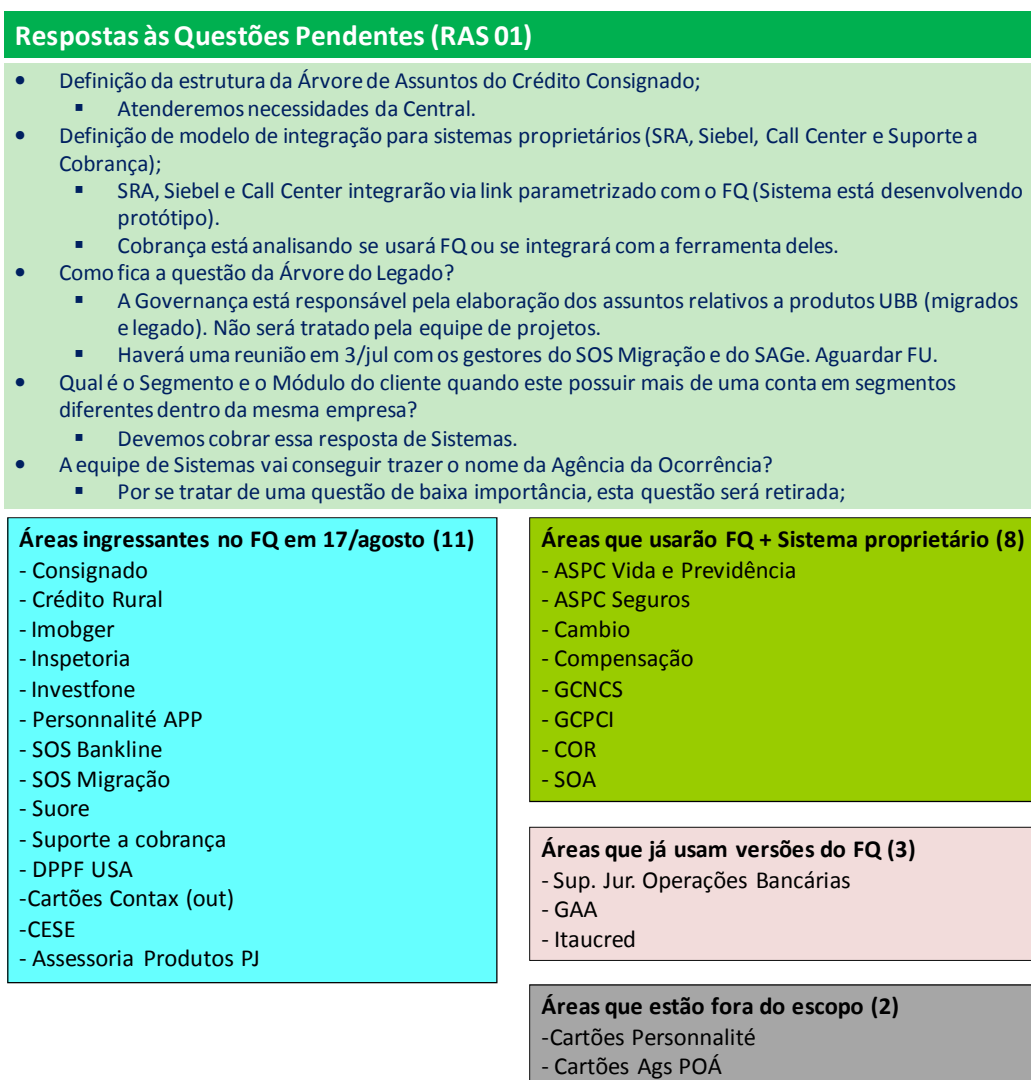 Respostas às Questões Pendentes (RAS 01)
• Definição da estrutura da Árvore de Assuntos do Crédito Consignado;
▪ Atenderemos necessidades da Central.
• Definição de modelo de integração para sistemas proprietários (SRA, Siebel, Call Center e Suporte a
Cobrança);
▪ SRA, Siebel e Call Center integrarão via link parametrizado com o FQ (Sistema está desenvolvendo
protótipo).
▪ Cobrança está analisando se usará FQ ou se integrará com a ferramenta deles.
• Como fica a questão da Árvore do Legado?
▪ A Governança está responsável pela elaboração dos assuntos relativos a produtos UBB (migrados
e legado). Não será tratado pela equipe de projetos.
▪ Haverá uma reunião em 3/jul com os gestores do SOS Migração e do SAGe. Aguardar FU.
• Qual é o Segmento e o Módulo do cliente quando este possuir mais de uma conta em segmentos
diferentes dentro da mesma empresa?
▪ Devemos cobrar essa resposta de Sistemas.
• A equipe de Sistemas vai conseguir trazer o nome da Agência da Ocorrência?
▪ Por se tratar de uma questão de baixa importância, esta questão será retirada;
Áreas ingressantes no FQ em 17/agosto (11)
- Consignado
- Crédito Rural
- Imobger
- Inspetoria
- Investfone
- Personnalité APP
- SOS Bankline
- SOS Migração
- Suore
- Suporte a cobrança
- DPPF USA
-Cartões Contax (out)
-CESE
- Assessoria Produtos PJ
Áreas que usarão FQ + Sistema proprietário (8)
- ASPC Vida e Previdência
- ASPC Seguros
- Cambio
- Compensação
- GCNCS
- GCPCI
- COR
- SOA
Áreas que já usam versões do FQ (3)
- Sup. Jur. Operações Bancárias
- GAA
- Itaucred
Áreas que estão fora do escopo (2)
-Cartões Personnalité
- Cartões Ags POÁ